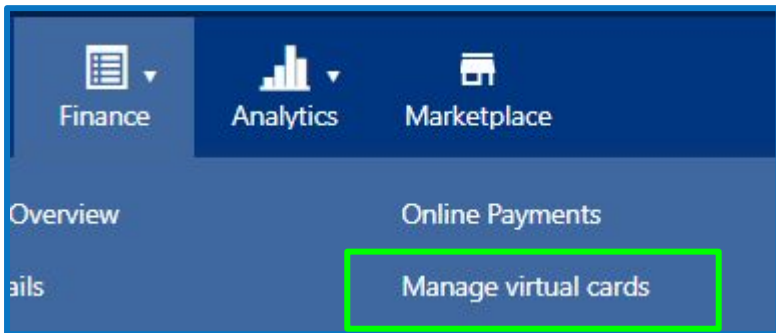 Finance
Analytics
Marketplace
Overview
Online Payments
ails
Manage virtual cards